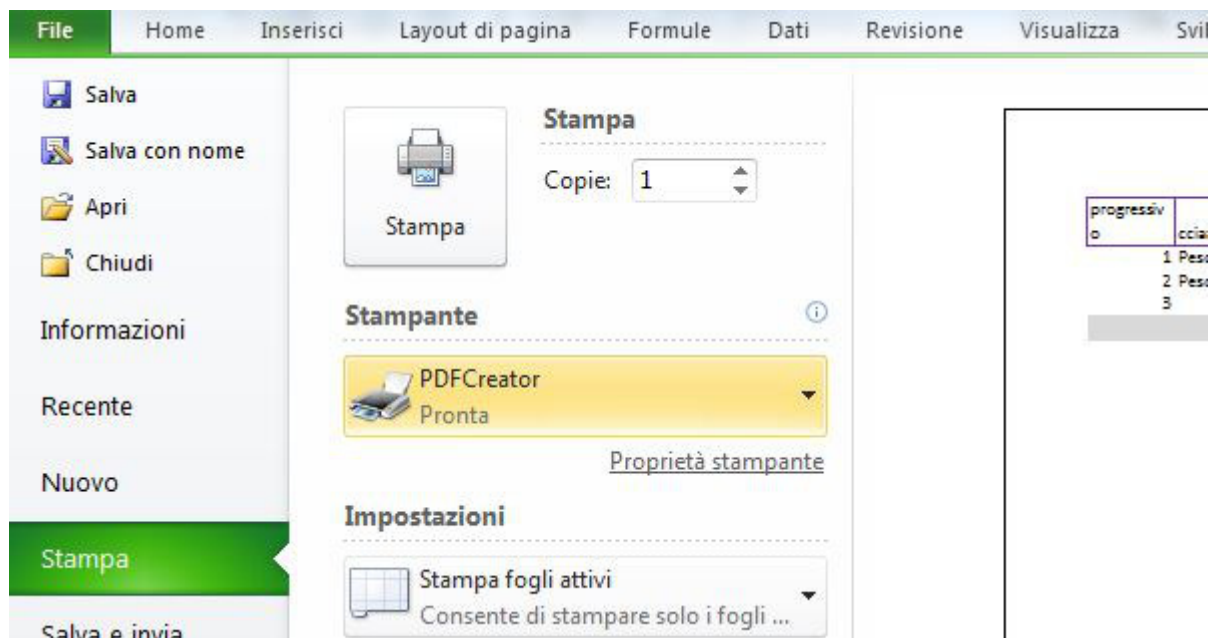 File Home Inserisci Layout di pagina Formule Dati Revisione Visualizza
Salva
Salva con nome
Apri
Chiudi
Informazioni
Recente
Nuovo
Stampa
Salva e invia
Stampa
Stampa
Copie: 1
Stampante
PDFCreator
Pronta
Proprietà stampante
Impostazioni
Stampa fogli attivi
Consente di stampare solo i fogli ...
progressiv
o
1
2
3